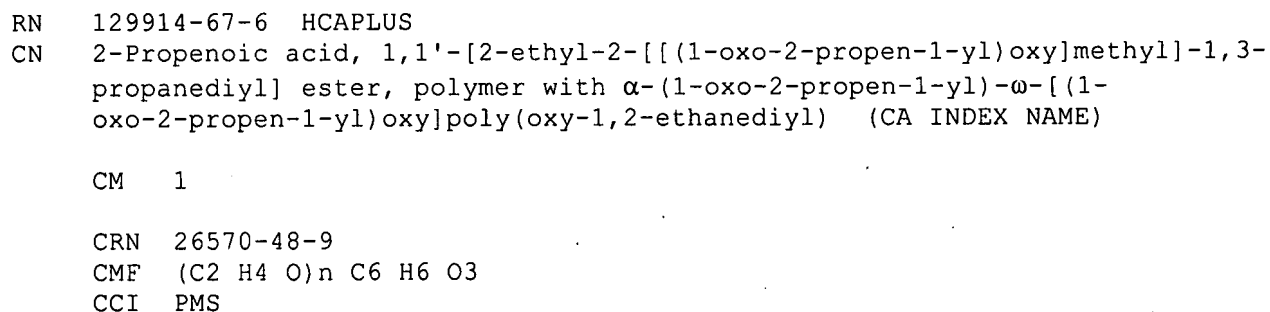 RN 129914-67-6 HCAPLUS
CN 2-Propenoic acid, 1,1'-[2-ethyl-2-[[(1-oxo-2-propen-1-yl)oxy]methyl]-1,3-
propanediyl] ester, polymer with α-(1-oxo-2-propen-1-yl)-ω-[(1-
oxo-2-propen-1-yl)oxy]poly(oxy-1,2-ethanediyl) (CA INDEX NAME)
CM 1
CRN 26570-48-9
CMF (C2 H4 O)n C6 H6 O3
CCI PMS